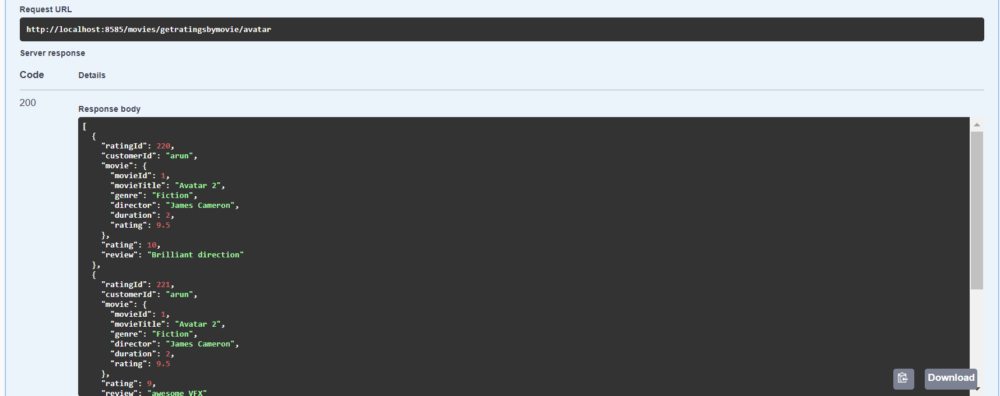 Request URL
http://localhost:8585/movies/getratingsbymovie/avatar
Server response
Code Details
200
Response body
[
  {
    "ratingId": 220,
    "customerId": "arun",
    "movie": {
      "movieId": 1,
      "movieTitle": "Avatar 2",
      "genre": "Fiction",
      "director": "James Cameron",
      "duration": 2,
      "rating": 9.5
    },
    "rating": 10,
    "review": "Brilliant direction"
  },
  {
    "ratingId": 221,
    "customerId": "arun",
    "movie": {
      "movieId": 1,
      "movieTitle": "Avatar 2",
      "genre": "Fiction",
      "director": "James Cameron",
      "duration": 2,
      "rating": 9.5
    },
    "rating": 9,
    "review": "awesome VFX"
Download